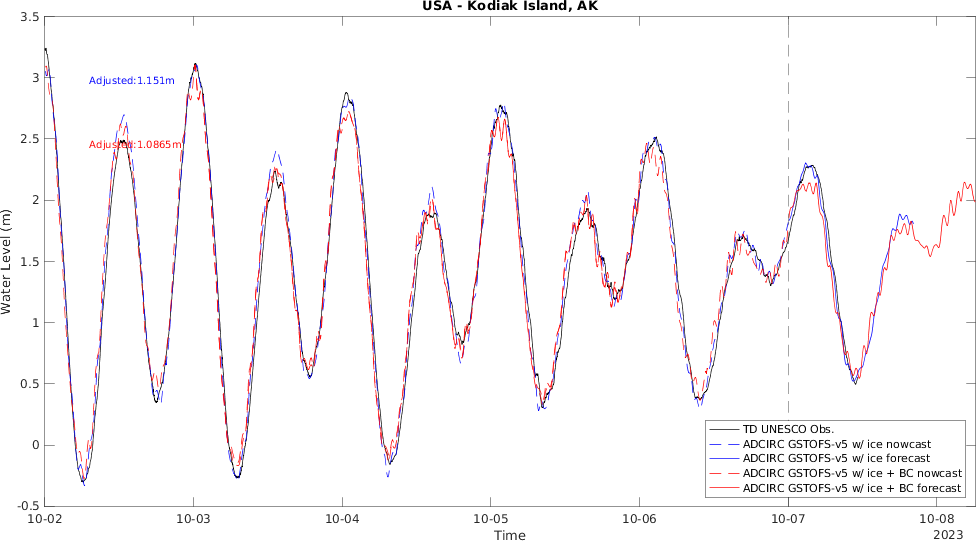 USA - Kodiak Island, AK
3.5
3
2.5
2
1.5
1
0.5
0
-0.5
Water Level (m)
Adjusted:1.151m
Adjusted:1.0865m
TD UNESCO Obs.
ADCIRC GSTOFS-v5 w/ ice nowcast
ADCIRC GSTOFS-v5 w/ ice forecast
ADCIRC GSTOFS-v5 w/ ice + BC nowcast
ADCIRC GSTOFS-v5 w/ ice + BC forecast
10-02 10-03 10-04 10-05 10-06 10-07 10-08
Time
2023